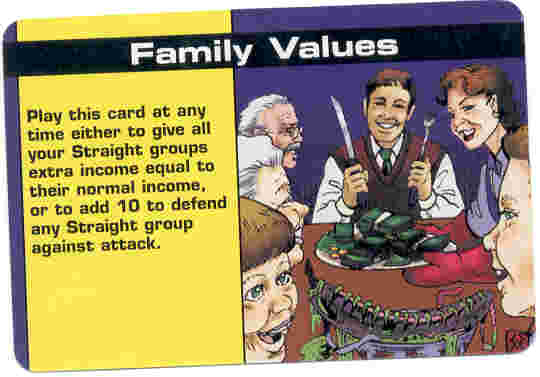 Family Values
Play this card at any
time either to give all
your Straight groups
extra income equal to
their normal income,
or to add 10 to defend
any Straight group
against attack.